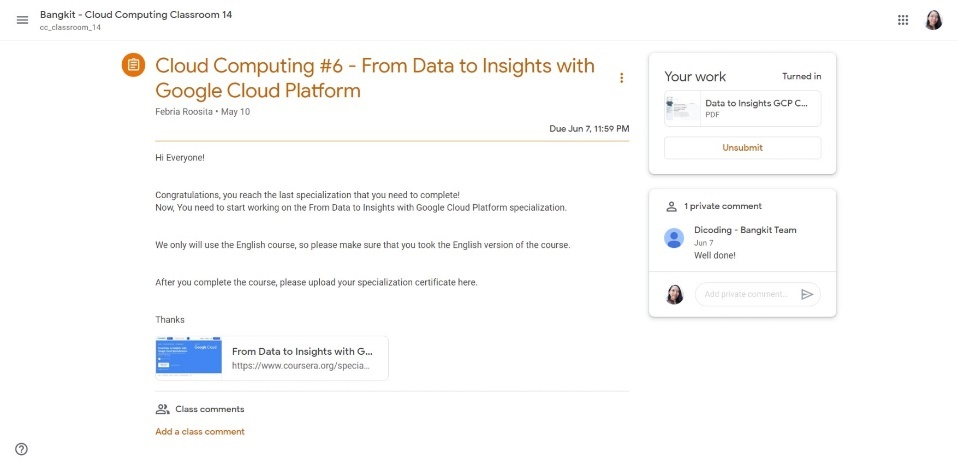 Bangkit - Cloud Computing Classroom 14
cc_classroom_14
Cloud Computing #6 - From Data to Insights with
Google Cloud Platform
Febria Roosita • May 10
Due Jun 7, 11:59 PM
Hi Everyone!
Congratulations, you reach the last specialization that you need to complete!
Now, You need to start working on the From Data to Insights with Google Cloud Platform specialization.
We only will use the English course, so please make sure that you took the English version of the course.
After you complete the course, please upload your specialization certificate here.
Thanks
Google Cloud
From Data to Insights with G...
https://www.coursera.org/specia...
Class comments
Add a class comment
Your work
Turned in
Data to Insights GCP C...
PDF
Unsubmit
1 private comment
Dicoding - Bangkit Team
Jun 7
Well done!
Add private comment...